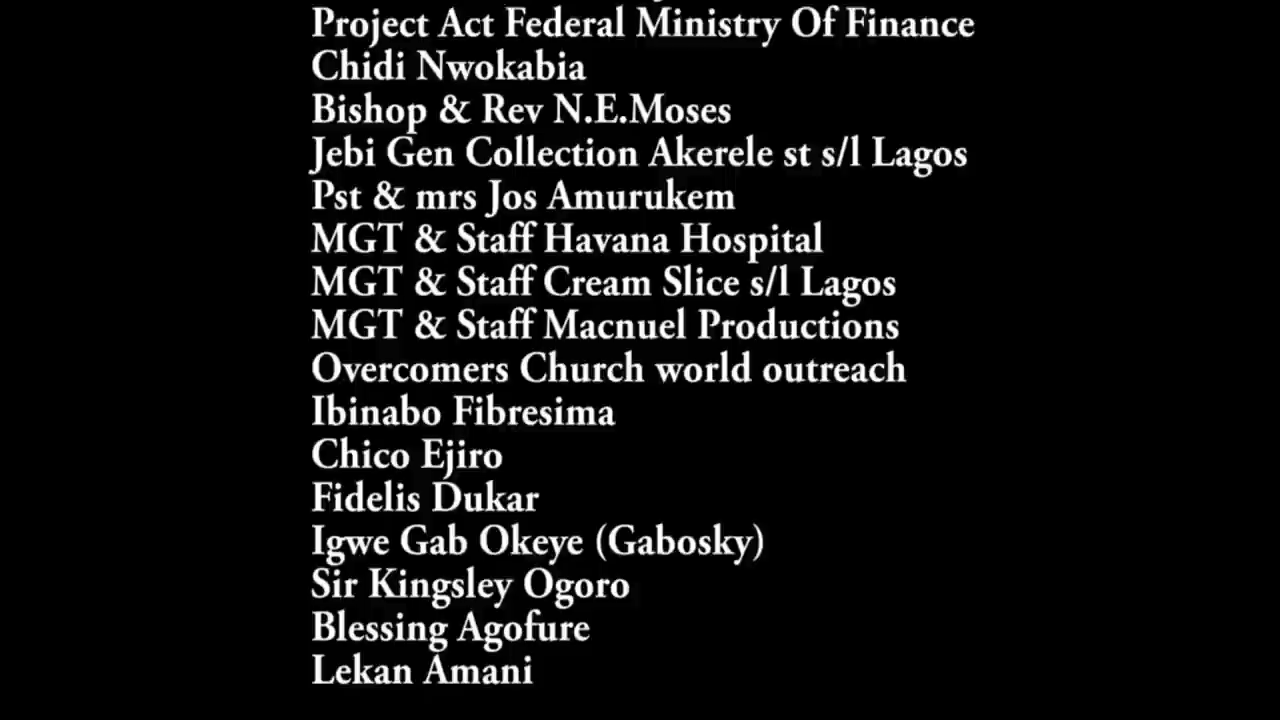 Project Act Federal Ministry Of Finance
Chidi Nwokabia
Bishop & Rev N.E.Moses
Jebi Gen Collection Akerele st s/l Lagos
Pst & mrs Jos Amurukem
MGT & Staff Havana Hospital
MGT & Staff Cream Slice s/l Lagos
MGT & Staff Macnuel Productions
Overcomers Church world outreach
Ibinabo Fibresima
Chico Ejiro
Fidelis Dukar
Igwe Gab Okeye (Gabosky)
Sir Kingsley Ogoro
Blessing Agofure
Lekan Amani